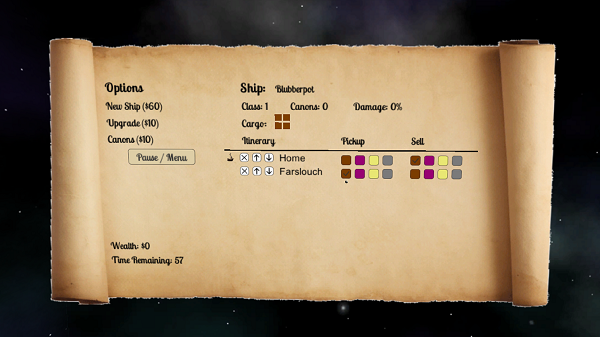 Options
New Ship ($60)
Upgrade ($10)
Canons ($10)
Pause / Menu
Ship: Blubberpot
Class: 1 Canons: 0 Damage: 0%
Cargo:
Itinerary Pickup Sell
Home
Farslouch
Wealth: $0
Time Remaining: 57